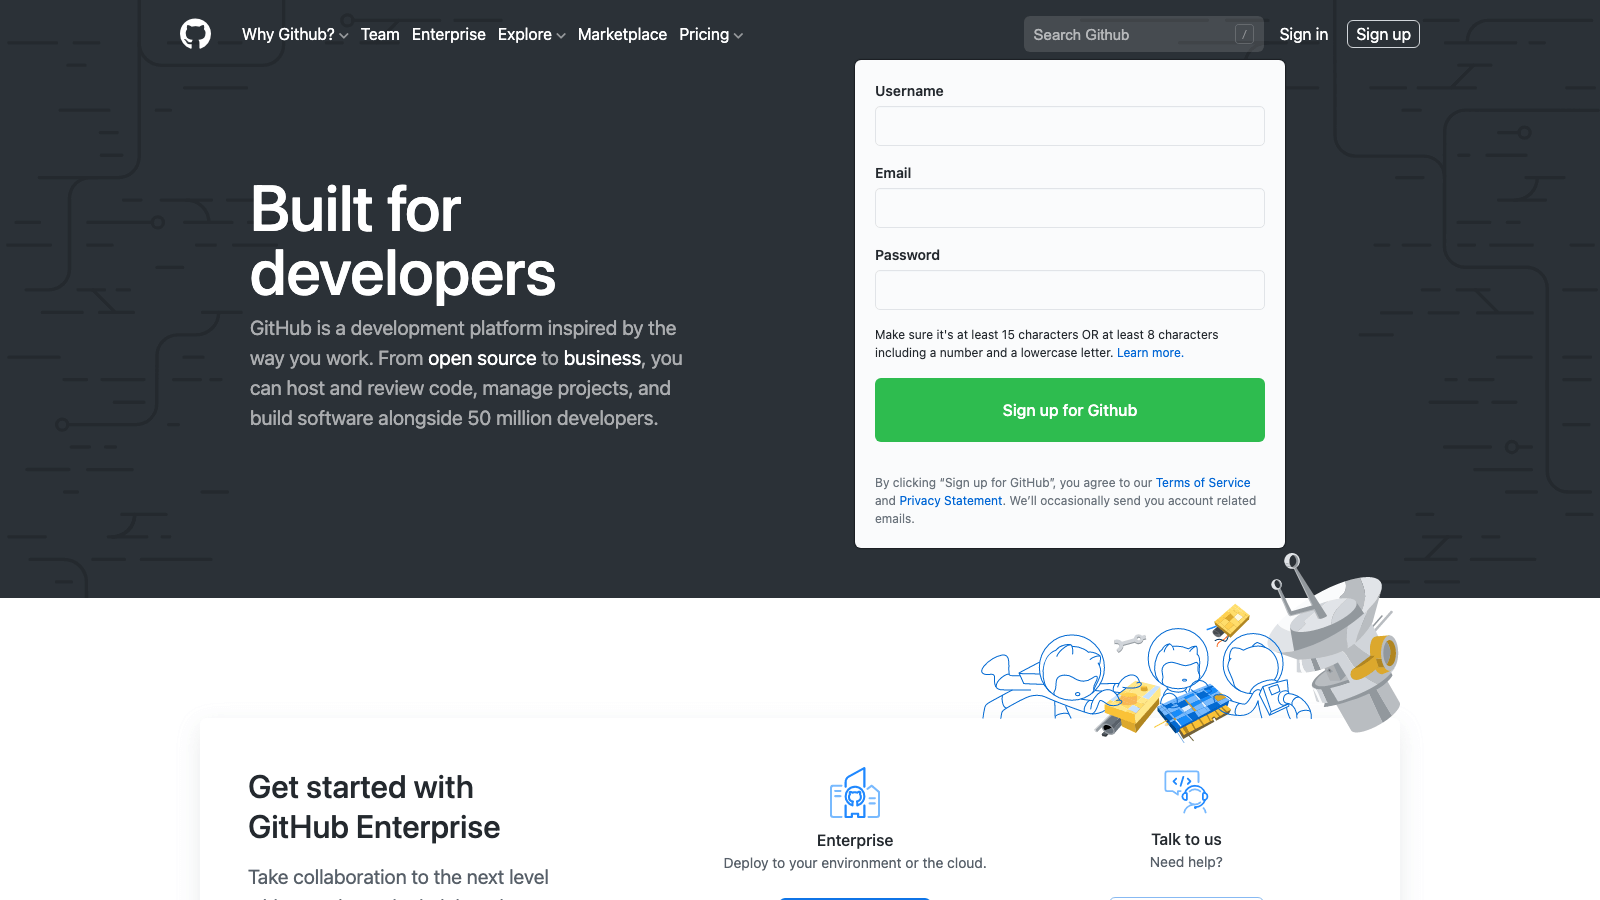 Why Github? Team Enterprise Explore Marketplace Pricing
Search Github /
Sign in
Sign up
Built for
developers
GitHub is a development platform inspired by the
way you work. From open source to business, you
can host and review code, manage projects, and
build software alongside 50 million developers.
Username
Email
Password
Make sure it's at least 15 characters OR at least 8 characters
including a number and a lowercase letter. Learn more.
Sign up for Github
By clicking “Sign up for GitHub”, you agree to our Terms of Service
and Privacy Statement. We’ll occasionally send you account related
emails.
Get started with
GitHub Enterprise
Take collaboration to the next level
Enterprise
Deploy to your environment or the cloud.
Talk to us
Need help?